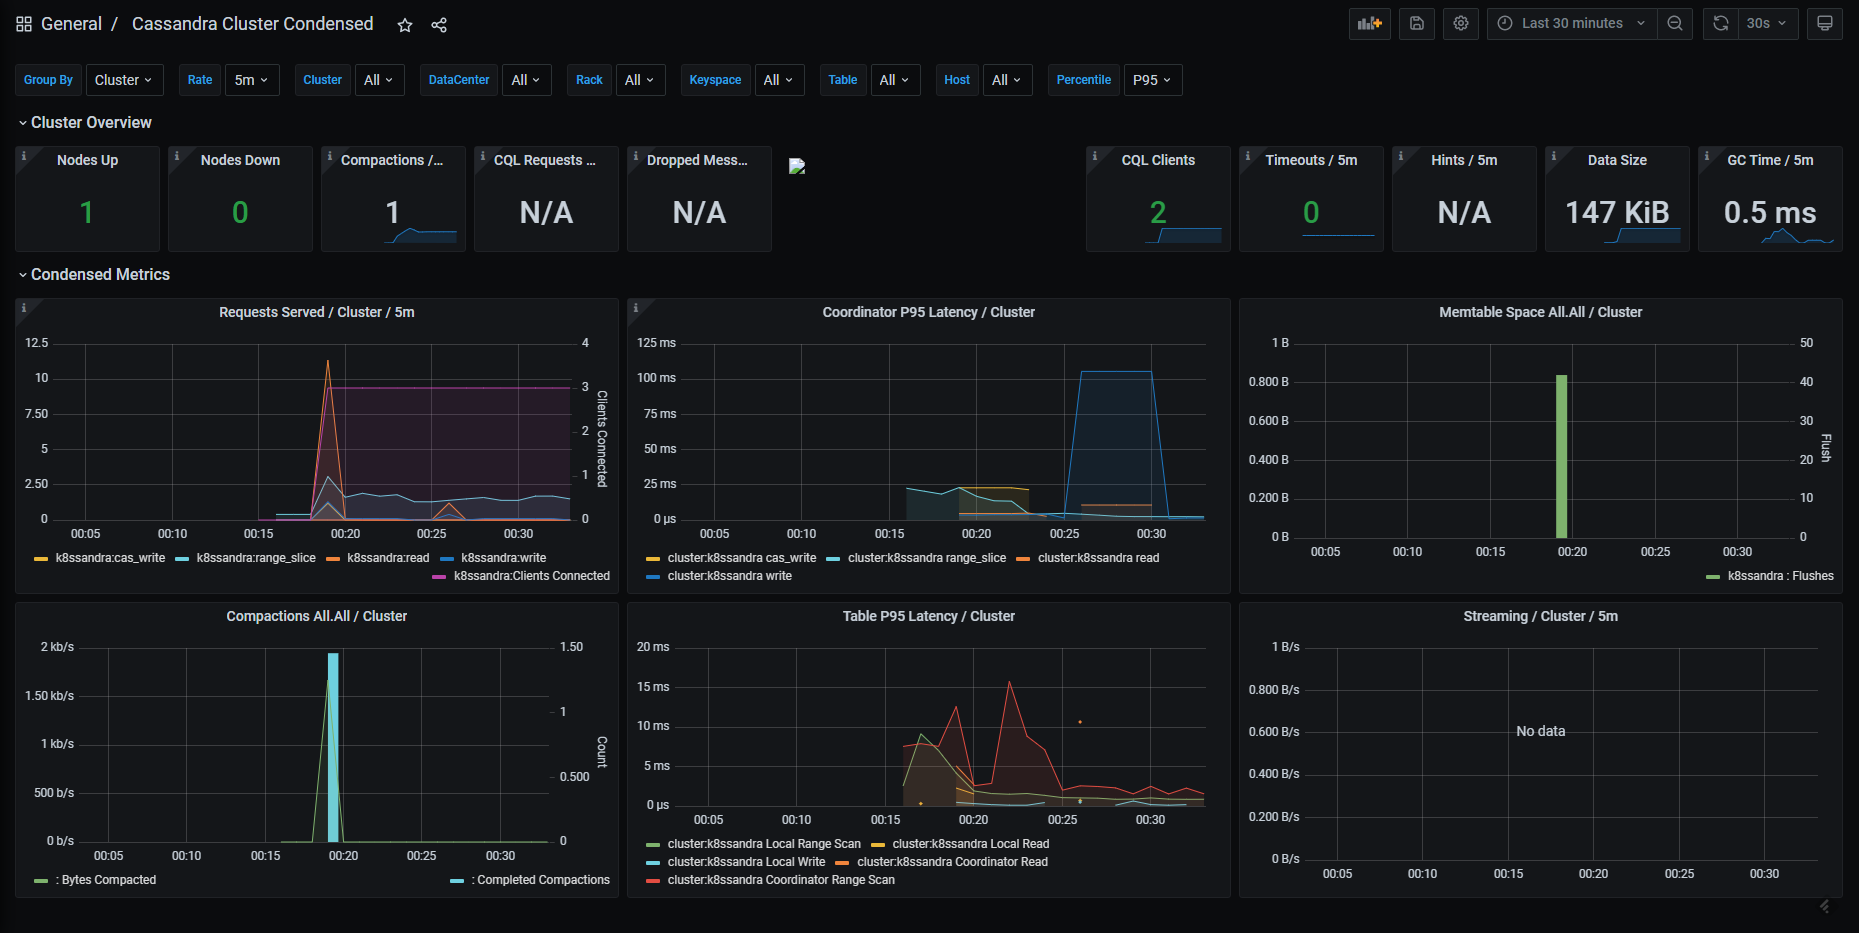 General / Cassandra Cluster Condensed
Last 30 minutes
30s
Group By Cluster Rate 5m Cluster All DataCenter All Rack All Keyspace All Table All Host All Percentile P95
Cluster Overview
Nodes Up
1
Nodes Down
0
Compactions /...
1
CQL Requests ...
N/A
Dropped Mess...
N/A
CQL Clients
2
Timeouts / 5m
0
Hints / 5m
N/A
Data Size
147 KiB
GC Time / 5m
0.5 ms
Condensed Metrics
Requests Served / Cluster / 5m
12.5
10
7.50
5
2.50
0
4
3
2
1
0
Clients Connected
00:05 00:10 00:15 00:20 00:25 00:30
k8ssandra:cas_write k8ssandra:range_slice k8ssandra:read k8ssandra:write
k8ssandra:Clients Connected
Coordinator P95 Latency / Cluster
125 ms
100 ms
75 ms
50 ms
25 ms
0 µs
00:05 00:10 00:15 00:20 00:25 00:30
cluster:k8ssandra cas_write cluster:k8ssandra range_slice cluster:k8ssandra read
cluster:k8ssandra write
Memtable Space All.All / Cluster
1 B
0.800 B
0.600 B
0.400 B
0.200 B
0 B
50
40
30
20
10
0
Flush
00:05 00:10 00:15 00:20 00:25 00:30
k8ssandra : Flushes
Compactions All.All / Cluster
2 kb/s
1.50 kb/s
1 kb/s
500 b/s
0 b/s
1.50
1
0.500
0
Count
00:05 00:10 00:15 00:20 00:25 00:30
: Bytes Compacted : Completed Compactions
Table P95 Latency / Cluster
20 ms
15 ms
10 ms
5 ms
0 µs
00:05 00:10 00:15 00:20 00:25 00:30
cluster:k8ssandra Local Range Scan cluster:k8ssandra Local Read
cluster:k8ssandra Local Write cluster:k8ssandra Coordinator Read
cluster:k8ssandra Coordinator Range Scan
Streaming / Cluster / 5m
1 B/s
0.800 B/s
0.600 B/s
0.400 B/s
0.200 B/s
0 B/s
No data
00:05 00:10 00:15 00:20 00:25 00:30